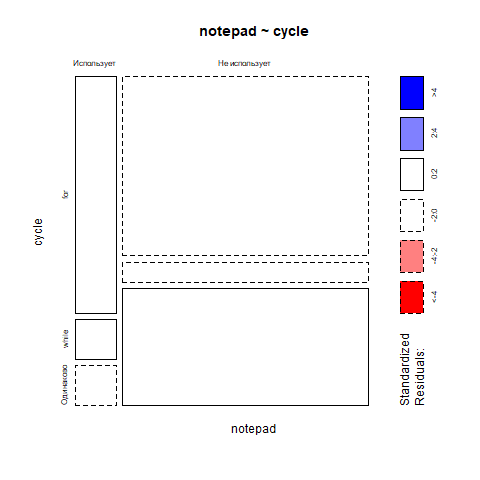 notepad ~ cycle
Использует
Не использует
for
while
Одинаково
cycle
notepad
>4
2:4
0:2
-2:0
-4:-2
<-4
Standardized
Residuals: